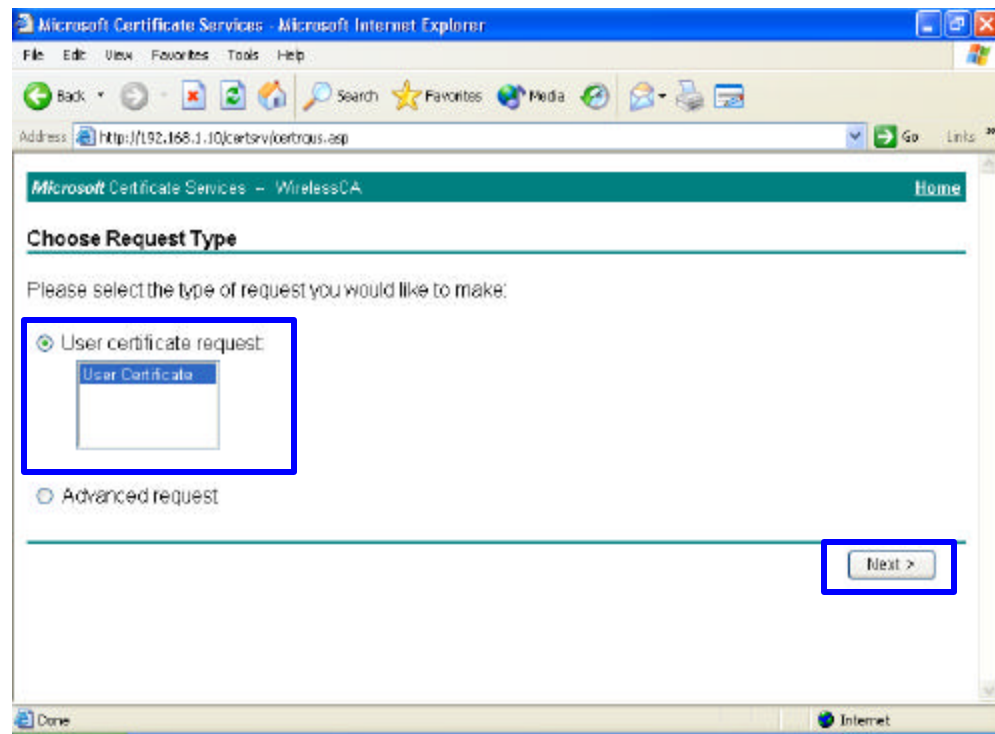 Microsoft Certificate Services - Microsoft Internet Explorer
File Edit View Favorites Tools Help
Back Search Favorites Media
Address http://192.168.1.10/certsrv/certrqus.asp Go Links »
Microsoft Certificate Services -- WirelessCA Home
Choose Request Type
Please select the type of request you would like to make:
User certificate request:
User Certificate
Advanced request
Next >
Done Internet